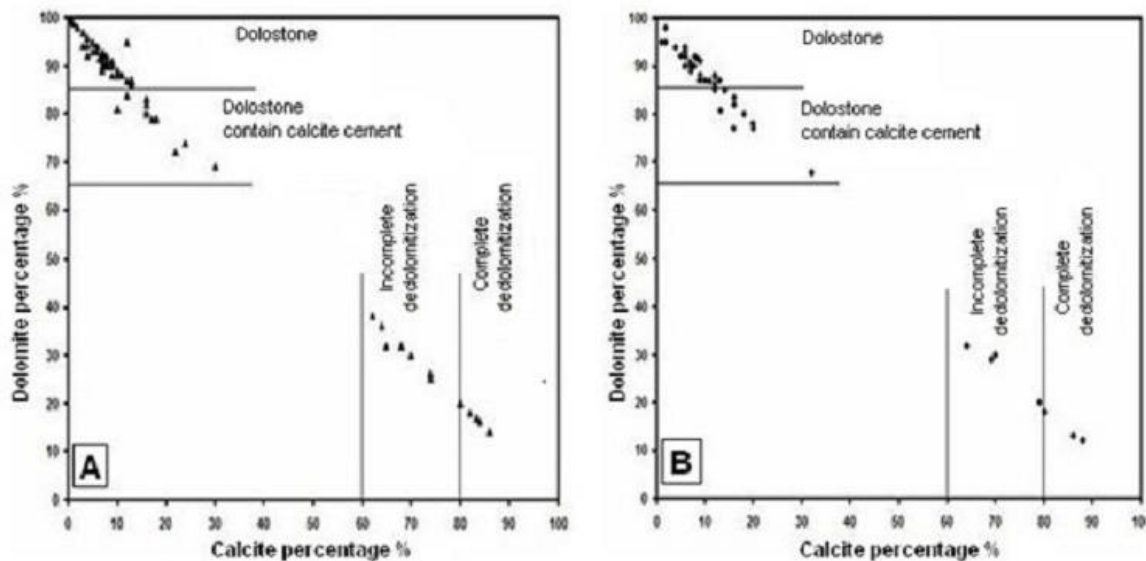 100
90
80
70
60
50
40
30
20
10
0
Dolomite percentage %
Dolostone
Dolostone
contain calcite cement
Incomplete
dedolomitization
Complete
dedolomitization
A
0 10 20 30 40 50 60 70 80 90 100
Calcite percentage %
100
90
80
70
60
50
40
30
20
10
0
Dolomite percentage %
Dolostone
Dolostone
contain calcite cement
Incomplete
dedolomitization
Complete
dedolomitization
B
0 10 20 30 40 50 60 70 80 90 100
Calcite percentage %